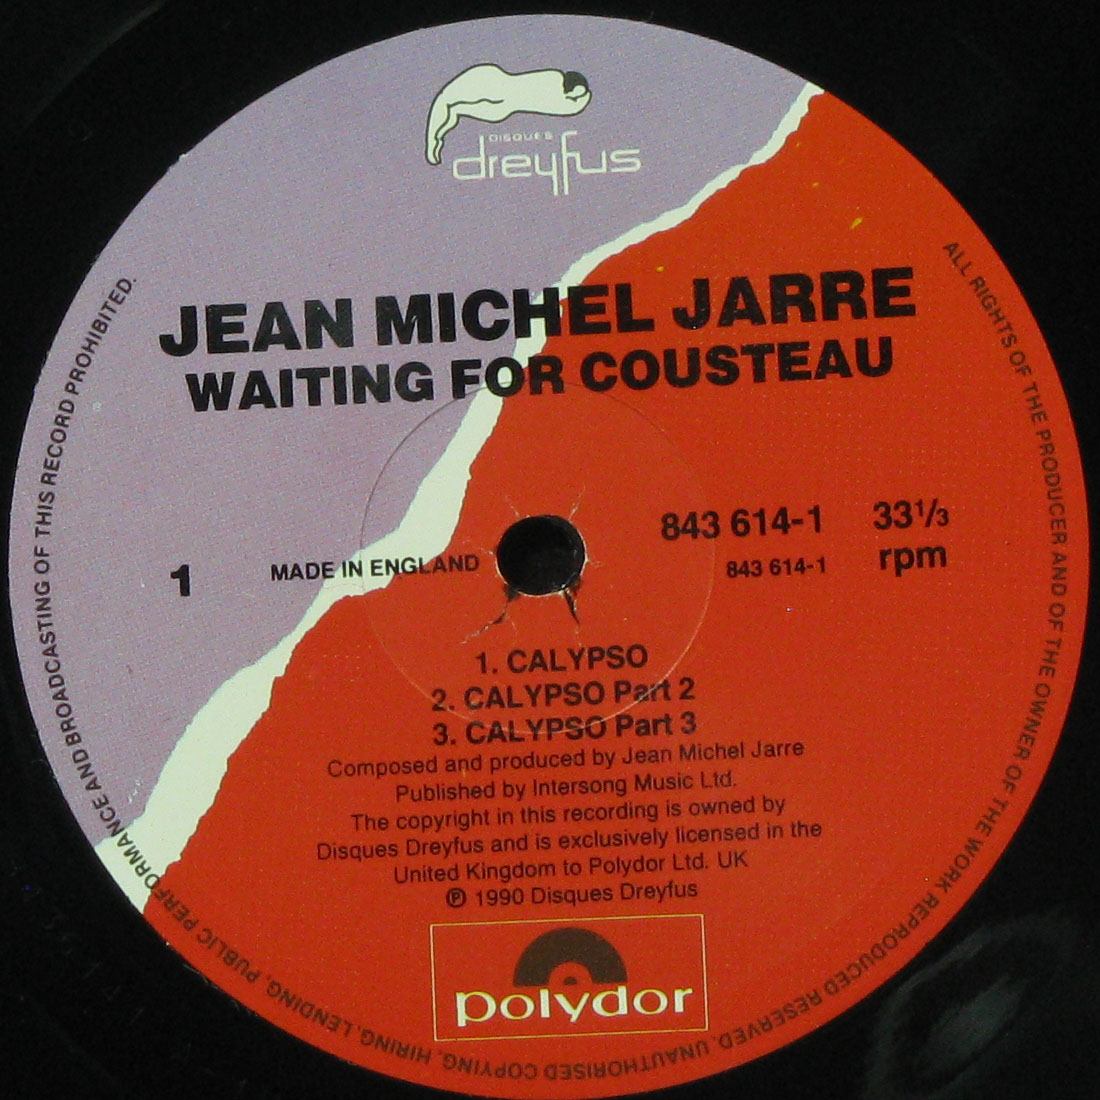 DISQUES
dreyfus
JEAN MICHEL JARRE
WAITING FOR COUSTEAU
843 614-1 33⅓
1 MADE IN ENGLAND 843 614-1 rpm
1. CALYPSO
2. CALYPSO Part 2
3. CALYPSO Part 3
Composed and produced by Jean Michel Jarre
Published by Intersong Music Ltd.
The copyright in this recording is owned by
Disques Dreyfus and is exclusively licensed in the
United Kingdom to Polydor Ltd. UK
℗ 1990 Disques Dreyfus
polydor
ALL RIGHTS OF THE PRODUCER AND OF THE OWNER OF THE WORK REPRODUCED RESERVED. UNAUTHORISED COPYING, HIRING, LENDING, PUBLIC PERFORMANCE AND BROADCASTING OF THIS RECORD PROHIBITED.